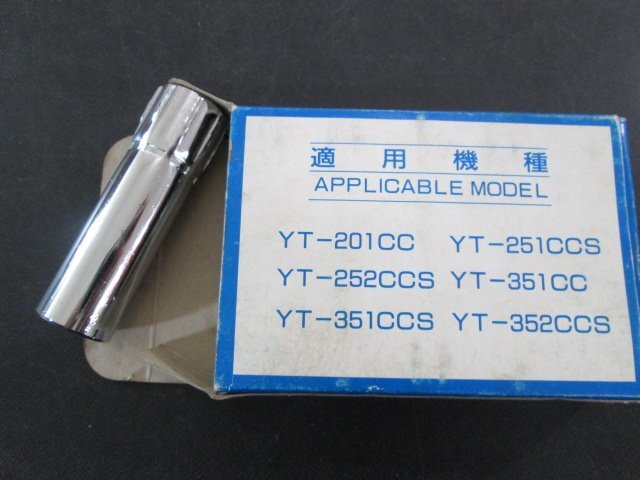 適用機種
APPLICABLE MODEL
YT-201CC YT-251CCS
YT-252CCS YT-351CC
YT-351CCS YT-352CCS